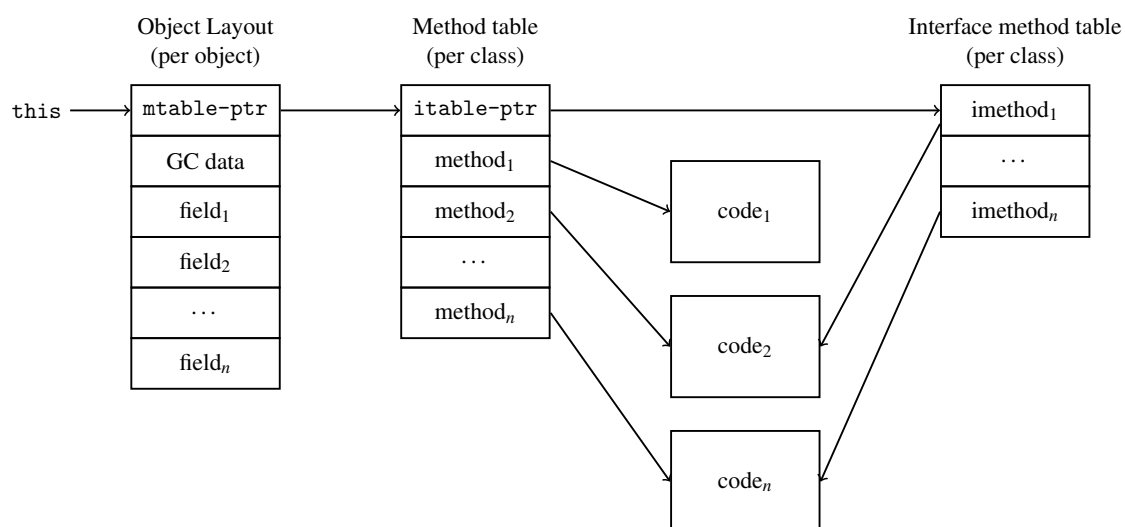 Object Layout
(per object)
Method table
(per class)
Interface method table
(per class)
this
mtable-ptr
GC data
field₁
field₂
···
fieldₙ
itable-ptr
method₁
method₂
···
methodₙ
code₁
code₂
codeₙ
imethod₁
···
imethodₙ